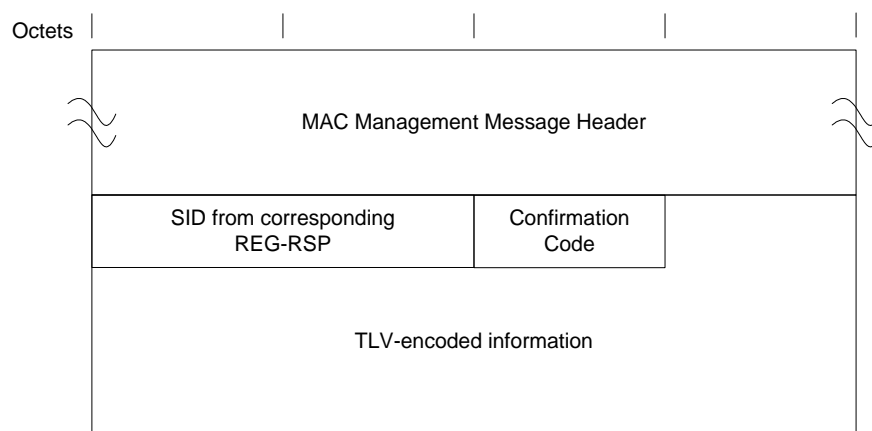 Octets
MAC Management Message Header
SID from corresponding
REG-RSP
Confirmation
Code
TLV-encoded information